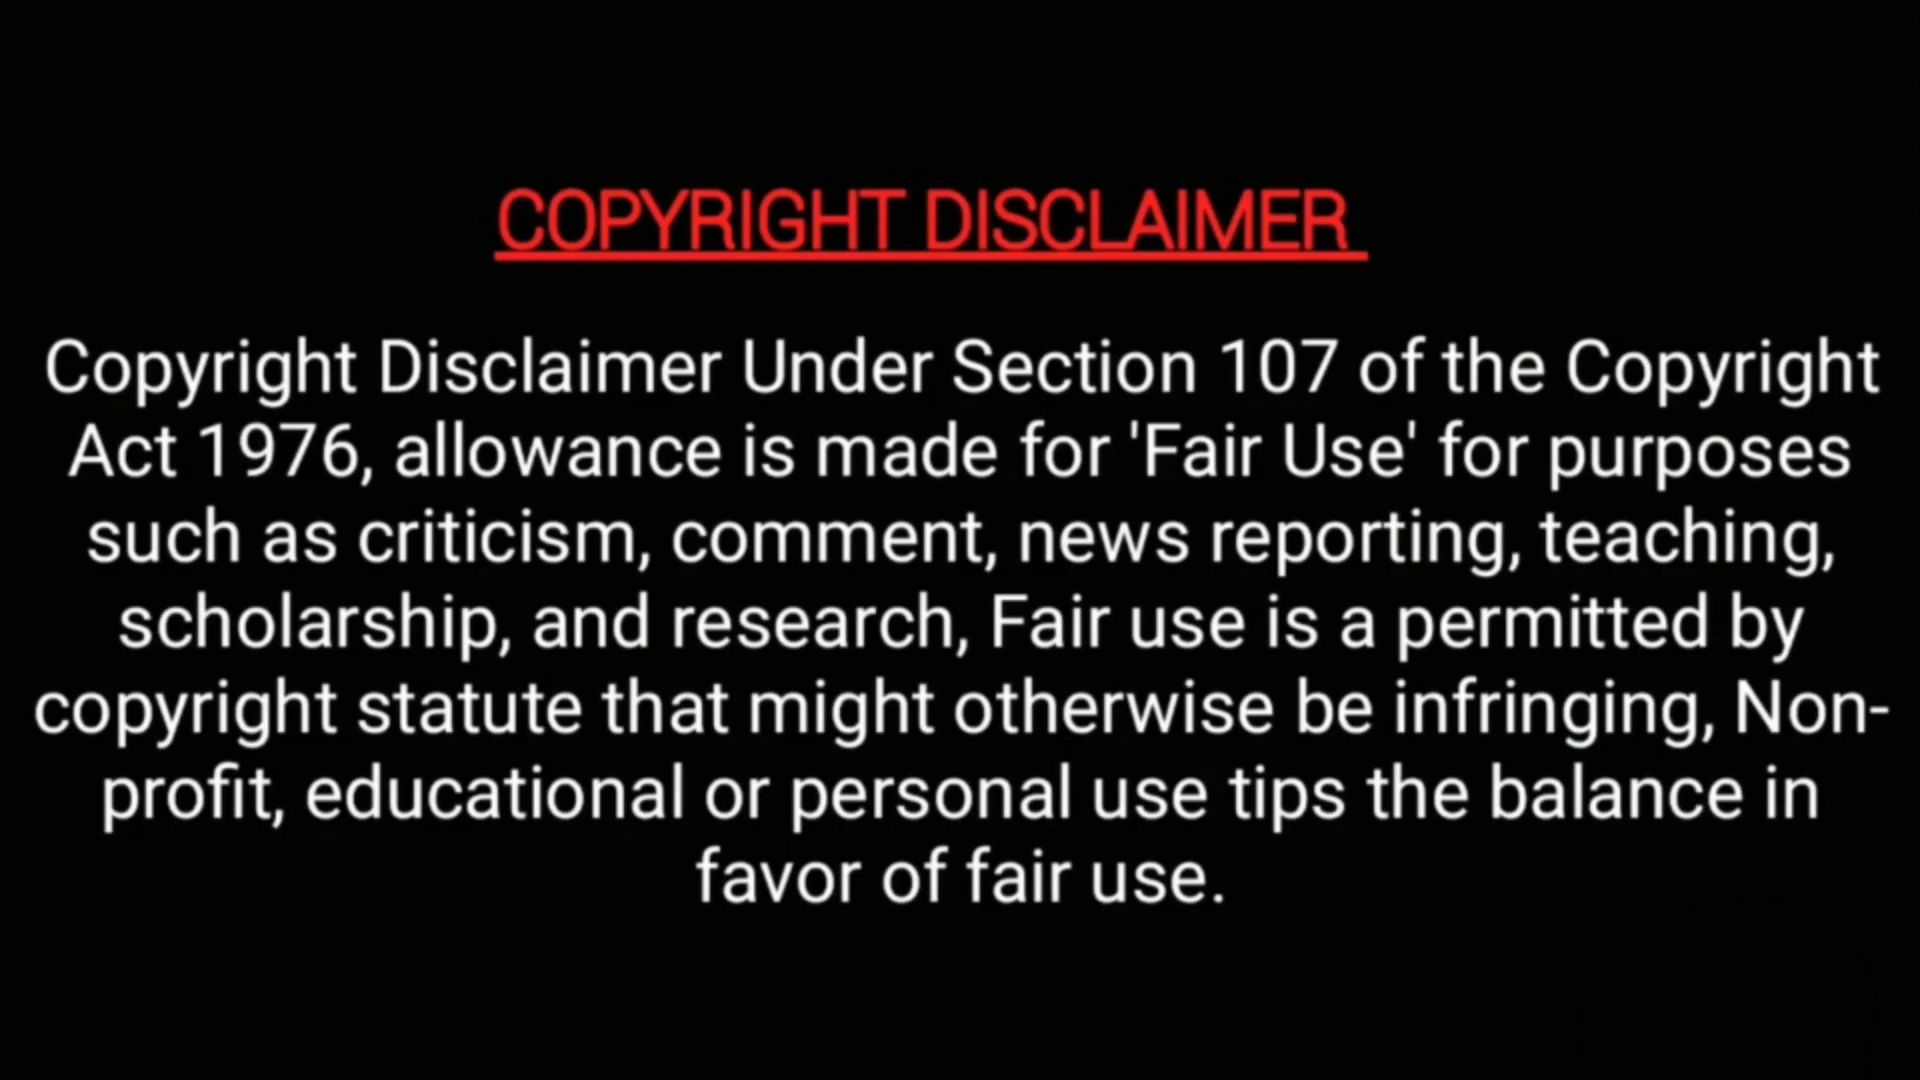 COPYRIGHT DISCLAIMER
Copyright Disclaimer Under Section 107 of the Copyright
Act 1976, allowance is made for 'Fair Use' for purposes
such as criticism, comment, news reporting, teaching,
scholarship, and research, Fair use is a permitted by
copyright statute that might otherwise be infringing, Non-
profit, educational or personal use tips the balance in
favor of fair use.